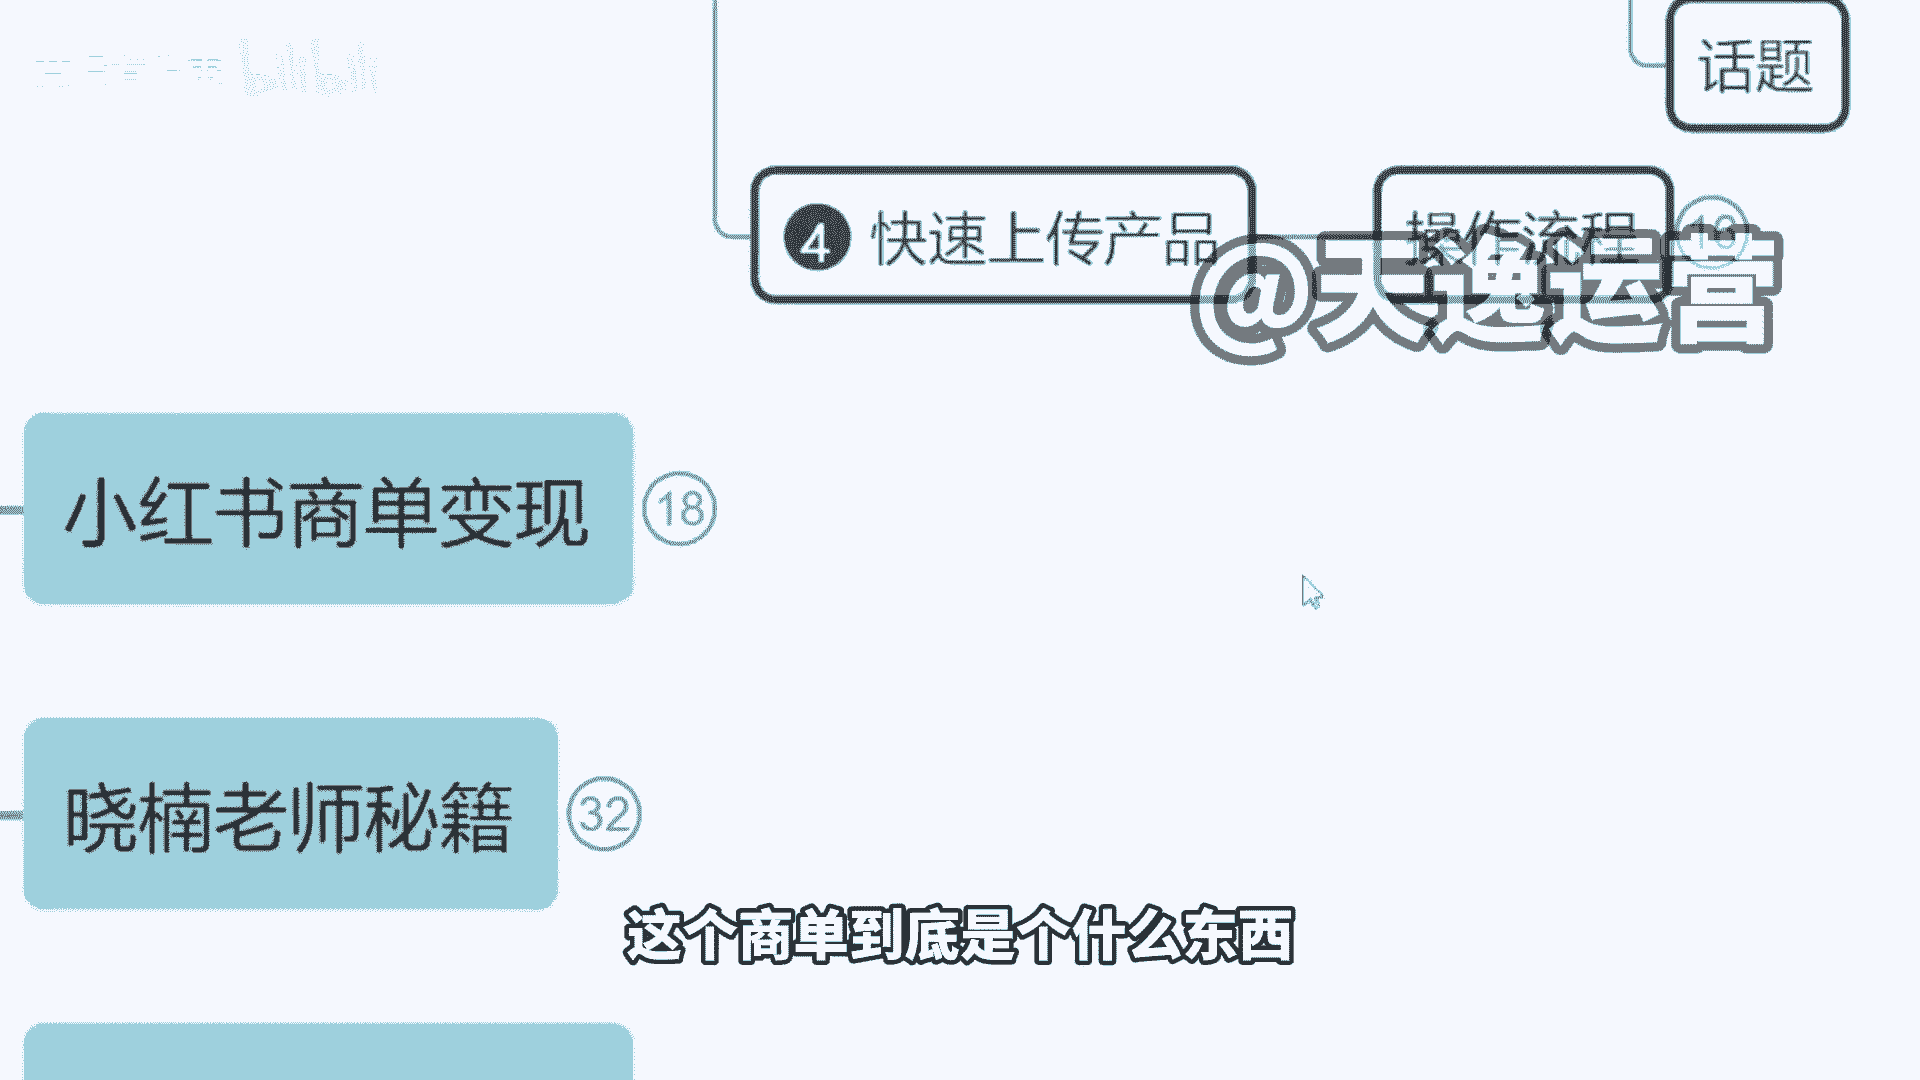 话题
bilibili
4 快速上传产品
操作流程
16
@天逸运营
小红书商单变现
18
晓楠老师秘籍
32
这个商单到底是个什么东西